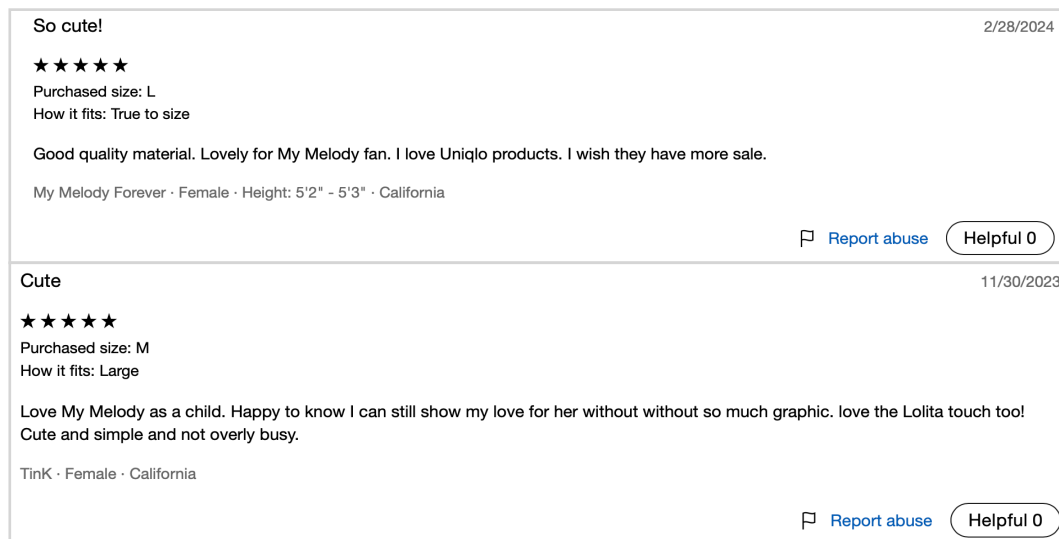 So cute!
2/28/2024
★★★★★
Purchased size: L
How it fits: True to size
Good quality material. Lovely for My Melody fan. I love Uniqlo products. I wish they have more sale.
My Melody Forever · Female · Height: 5'2" - 5'3" · California
Report abuse
Helpful 0
Cute
11/30/2023
★★★★★
Purchased size: M
How it fits: Large
Love My Melody as a child. Happy to know I can still show my love for her without without so much graphic. love the Lolita touch too!
Cute and simple and not overly busy.
TinK · Female · California
Report abuse
Helpful 0